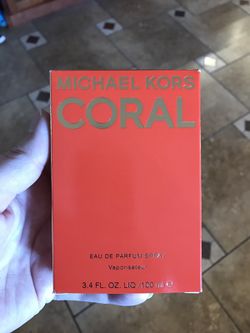 MICHAEL KORS
CORAL
EAU DE PARFUM SPRAY
Vaporisateur
3.4 FL. OZ. LIQ./100 ml ℮